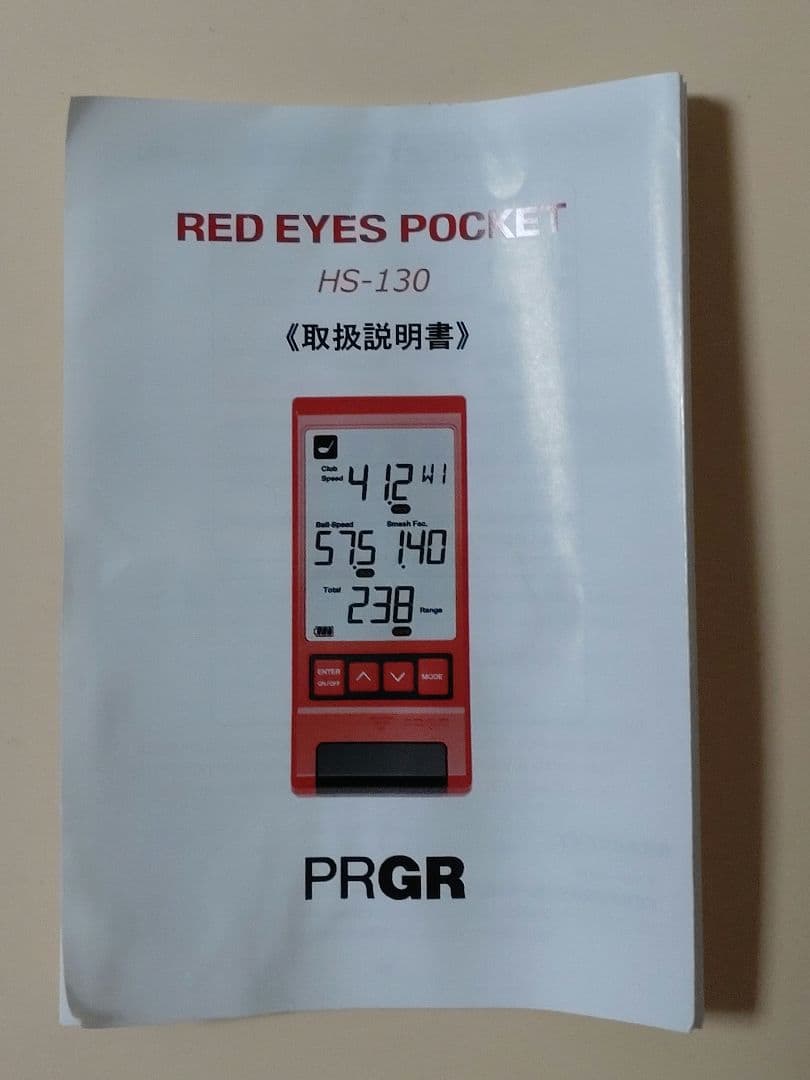 RED EYES POCKET
HS-130
《取扱説明書》
Club
Speed
41.2 W1
Ball-Speed Smash Fac.
57.5 1.40
Total 238 Range
ENTER
ON/OFF
MODE
PRGR